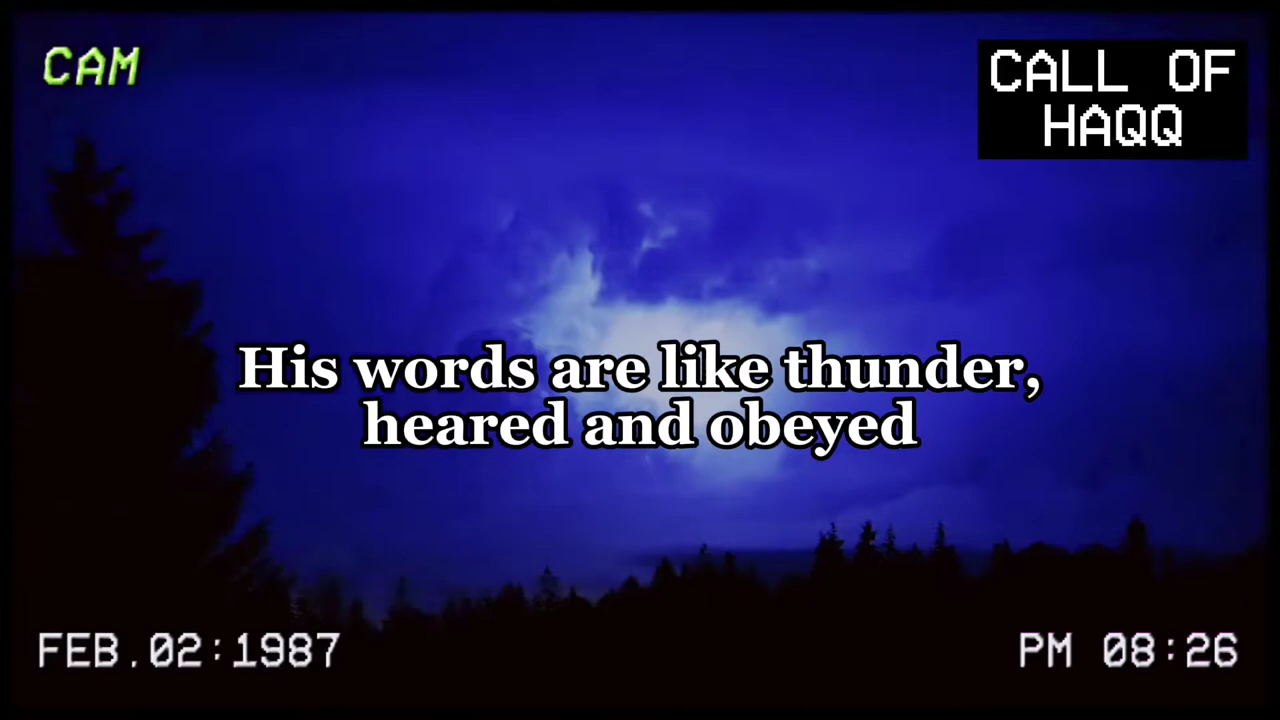 CAM
CALL OF
HAQQ
His words are like thunder,
heared and obeyed
FEB.02:1987
PM 08:26